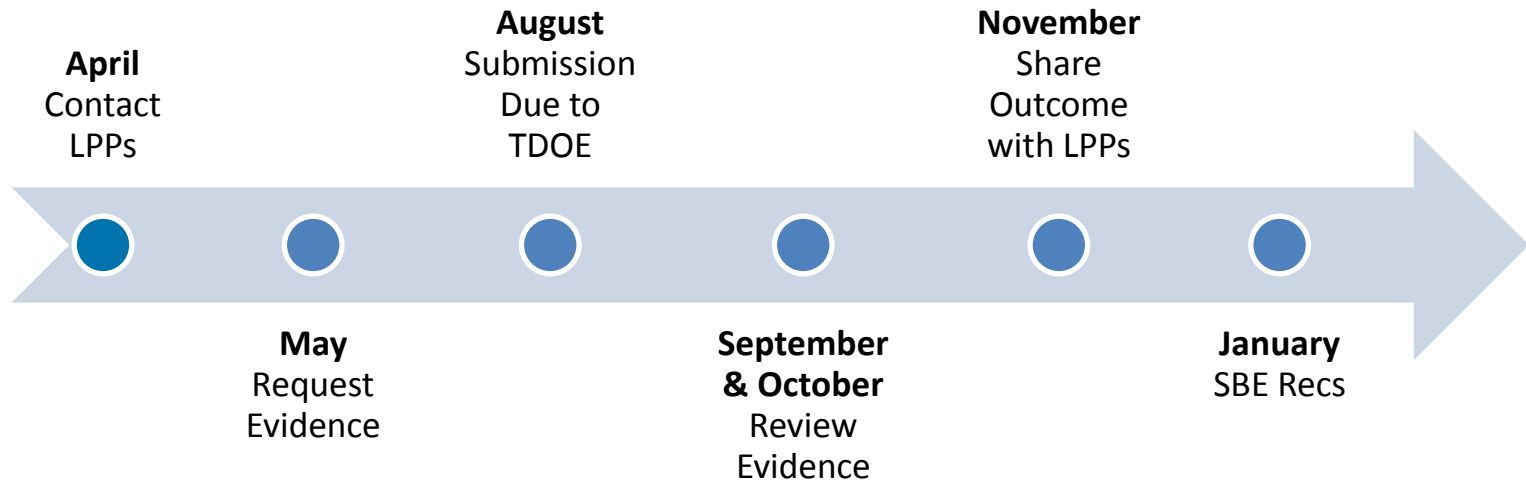 April
Contact
LPPs
May
Request
Evidence
August
Submission
Due to
TDOE
September
& October
Review
Evidence
November
Share
Outcome
with LPPs
January
SBE Recs